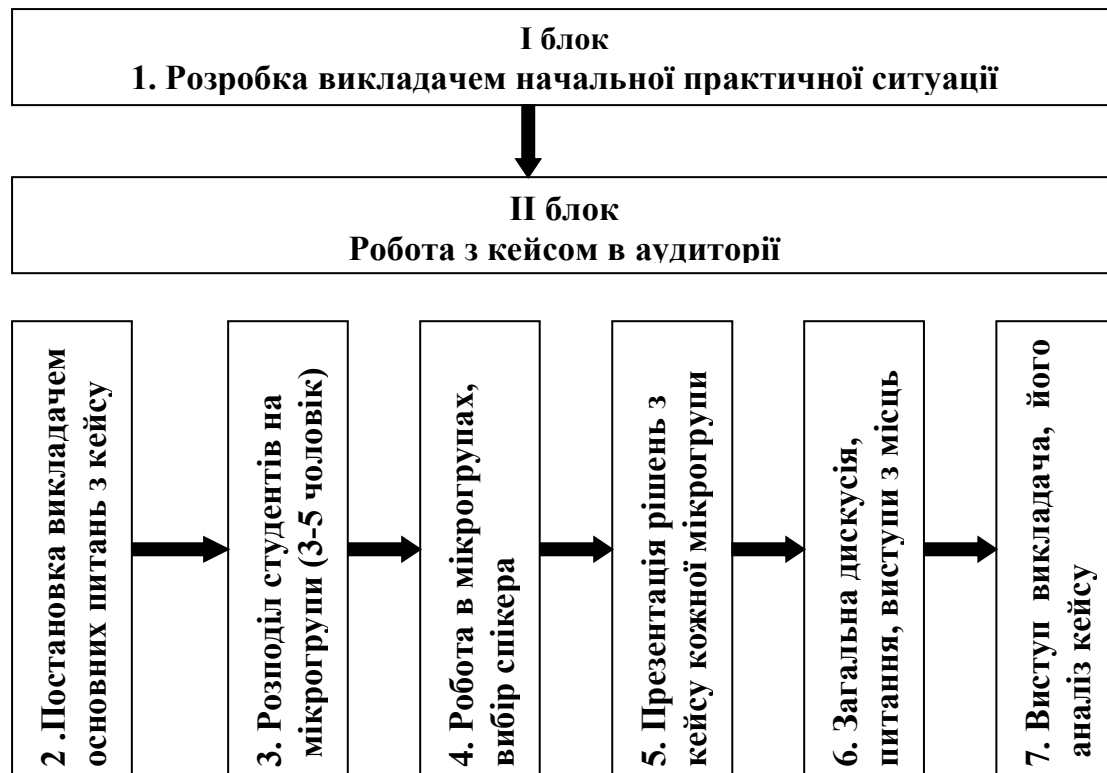 І блок
1. Розробка викладачем начальної практичної ситуації
ІІ блок
Робота з кейсом в аудиторії
2 .Постановка викладачем
основних питань з кейсу
3. Розподіл студентів на
мікрогрупи (3-5 чоловік)
4. Робота в мікрогрупах,
вибір спікера
5. Презентація рішень з
кейсу кожної мікрогрупи
6. Загальна дискусія,
питання, виступи з місць
7. Виступ викладача, його
аналіз кейсу